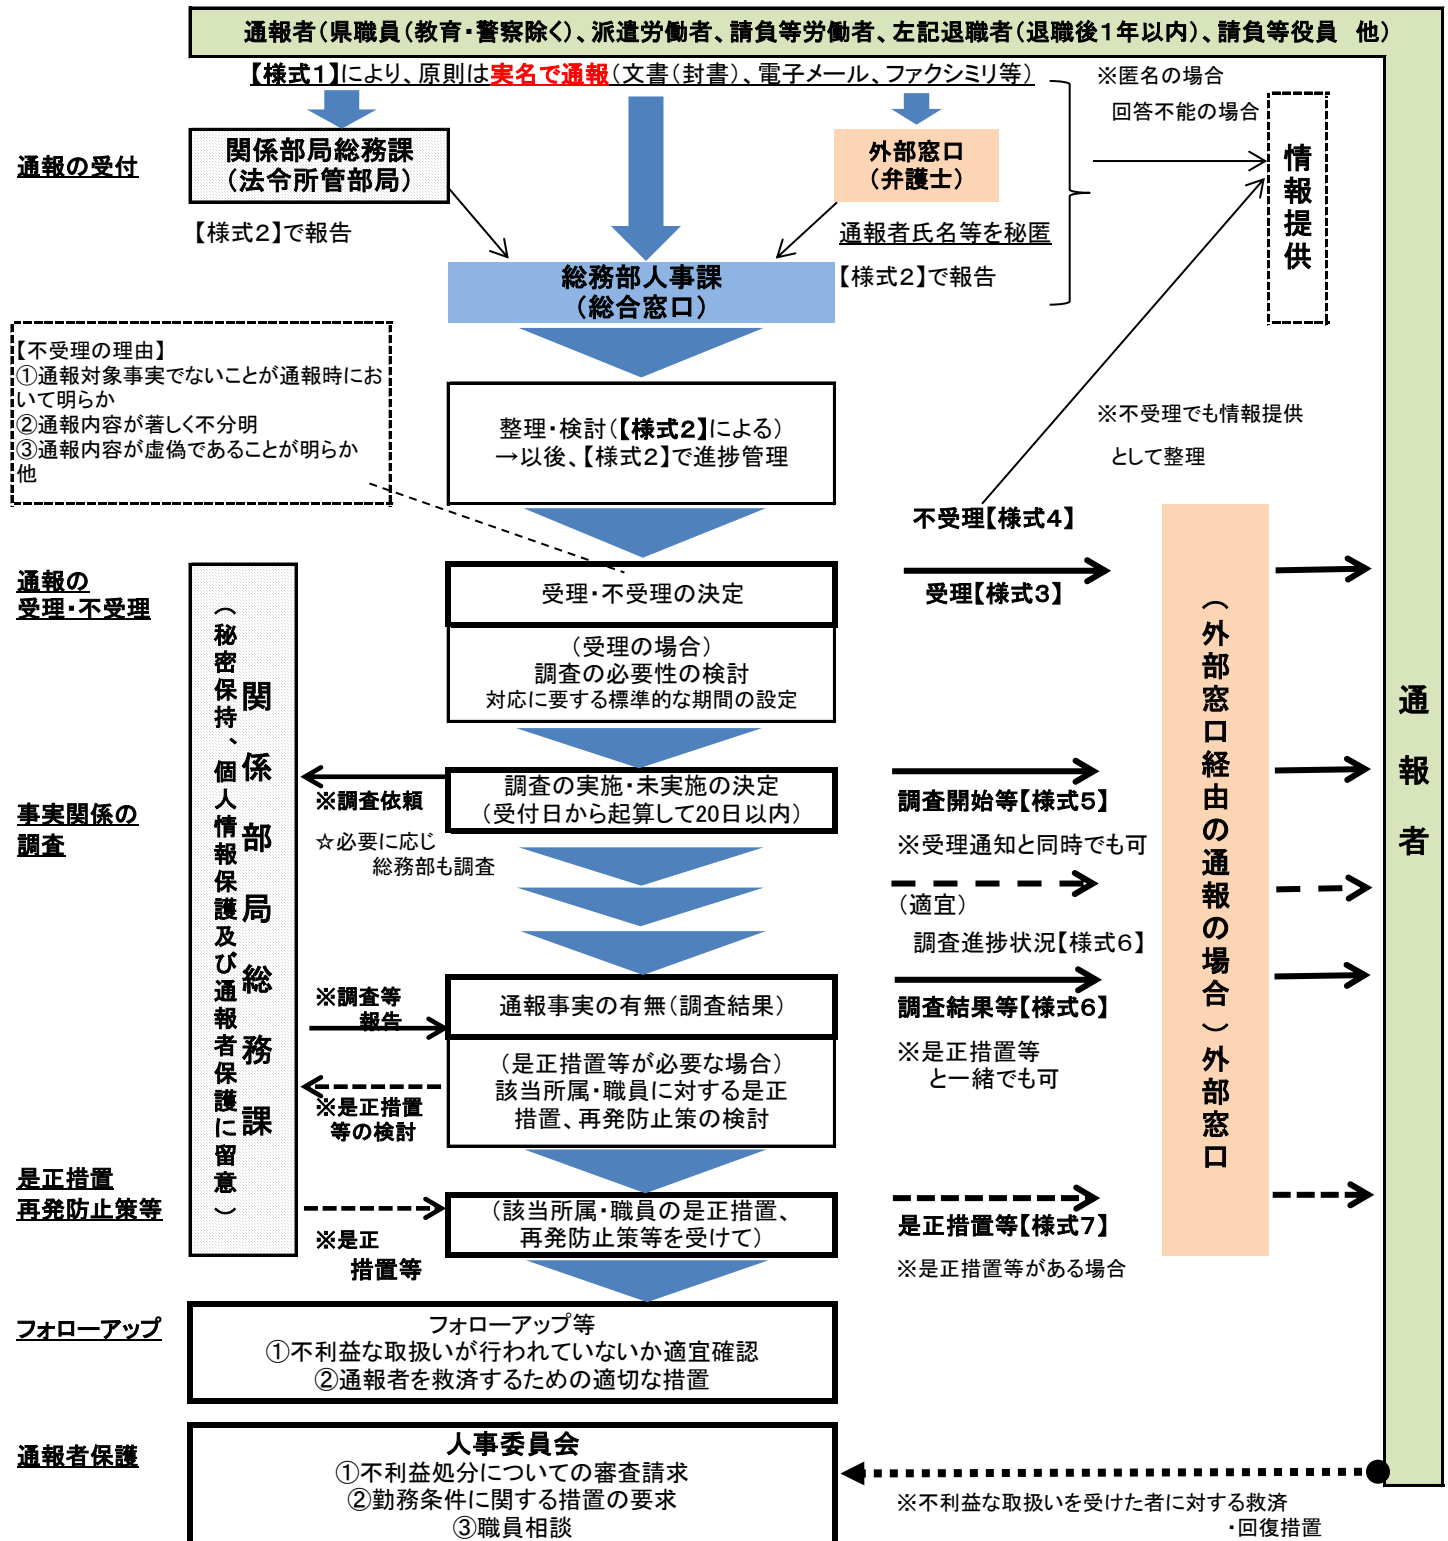 通報者(県職員(教育・警察除く)、派遣労働者、請負等労働者、左記退職者(退職後1年以内)、請負等役員 他)
【様式1】により、原則は実名で通報(文書(封書)、電子メール、ファクシミリ等)
※匿名の場合
回答不能の場合
通報の受付
関係部局総務課
(法令所管部局)
外部窓口
(弁護士)
情報提供
【様式2】で報告
通報者氏名等を秘匿
【様式2】で報告
総務部人事課
(総合窓口)
【不受理の理由】
①通報対象事実でないことが通報時にお
いて明らか
②通報内容が著しく不分明
③通報内容が虚偽であることが明らか
他
整理・検討(【様式2】による)
→以後、【様式2】で進捗管理
※不受理でも情報提供
として整理
不受理【様式4】
通報の
受理・不受理
受理・不受理の決定
受理【様式3】
(受理の場合)
調査の必要性の検討
対応に要する標準的な期間の設定
関係部局総務課
(秘密保持、個人情報保護及び通報者保護に留意)
(外部窓口経由の通報の場合)外部窓口
通報者
事実関係の
調査
※調査依頼
☆必要に応じ
総務部も調査
調査の実施・未実施の決定
(受付日から起算して20日以内)
調査開始等【様式5】
※受理通知と同時でも可
(適宜)
調査進捗状況【様式6】
※調査等
報告
通報事実の有無(調査結果)
調査結果等【様式6】
※是正措置等
と一緒でも可
(是正措置等が必要な場合)
該当所属・職員に対する是正
措置、再発防止策の検討
※是正措置
等の検討
是正措置
再発防止策等
(該当所属・職員の是正措置、
再発防止策等を受けて)
※是正
措置等
是正措置等【様式7】
※是正措置等がある場合
フォローアップ
フォローアップ等
①不利益な取扱いが行われていないか適宜確認
②通報者を救済するための適切な措置
通報者保護
人事委員会
①不利益処分についての審査請求
②勤務条件に関する措置の要求
③職員相談
※不利益な取扱いを受けた者に対する救済
・回復措置